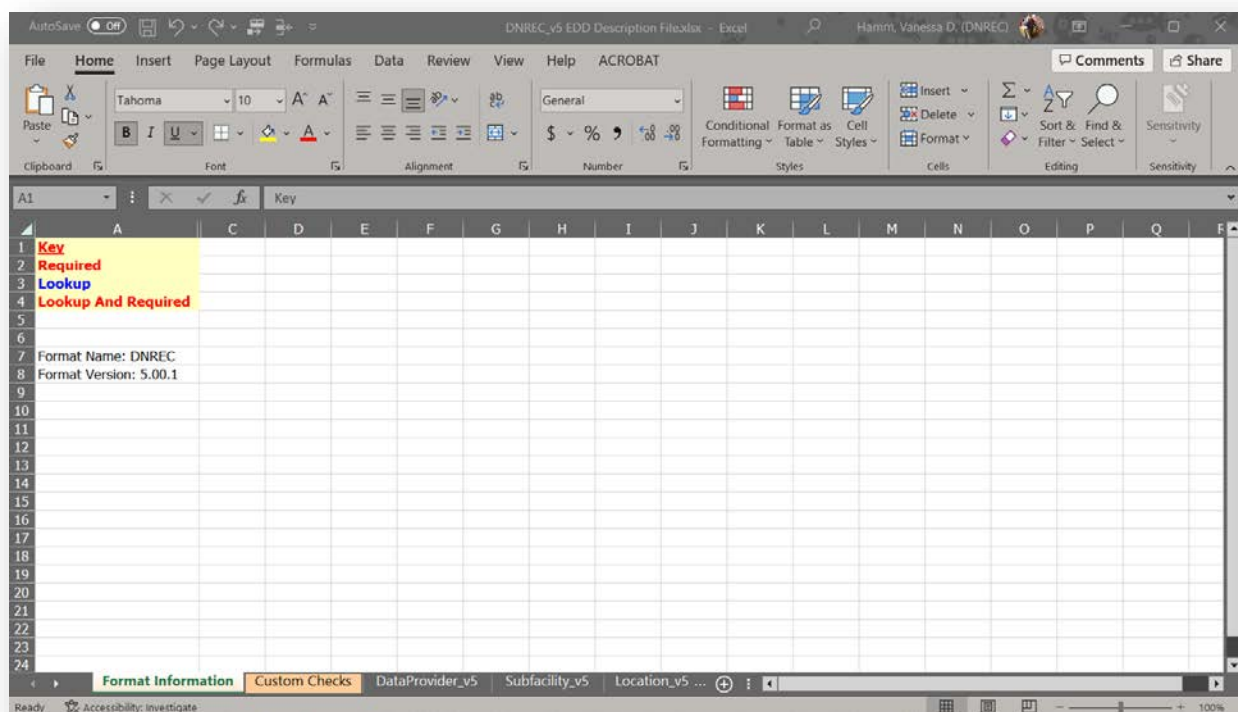 AutoSave Off DNREC_v5 EDD Description File.xlsx - Excel Hamm, Vanessa D. (DNREC)
File Home Insert Page Layout Formulas Data Review View Help ACROBAT Comments Share
Paste Tahoma 10 A^ A˅ ab General Conditional Formatting Format as Table Cell Styles Insert Delete Format Sort & Filter Find & Select Sensitivity
B I U A $ % 9
Clipboard Font Alignment Number Styles Cells Editing Sensitivity
A1 fx Key
A C D E F G H I J K L M N O P Q
1 Key
2 Required
3 Lookup
4 Lookup And Required
5
6
7 Format Name: DNREC
8 Format Version: 5.00.1
9
10
11
12
13
14
15
16
17
18
19
20
21
22
23
24
Format Information Custom Checks DataProvider_v5 Subfacility_v5 Location_v5 ...
Ready Accessibility: Investigate 100%